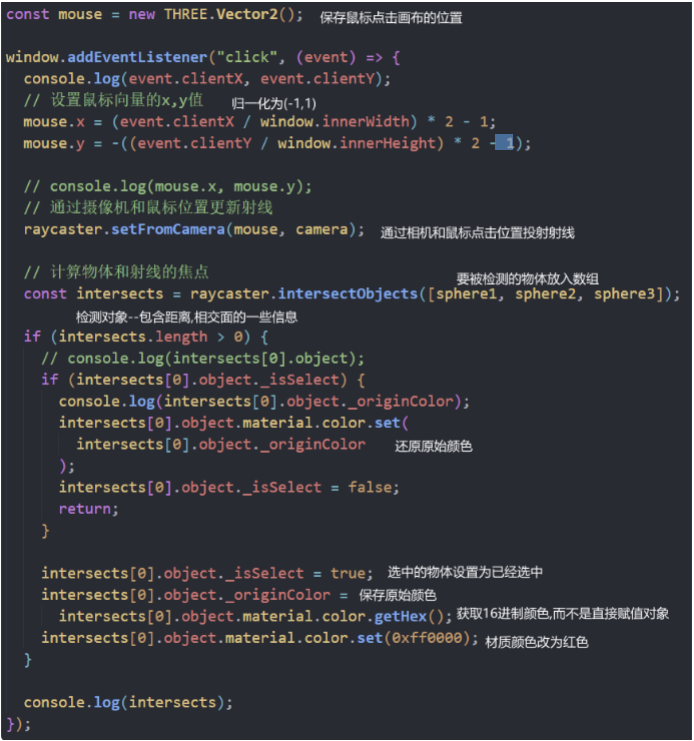 const mouse = new THREE.Vector2(); 保存鼠标点击画布的位置
window.addEventListener("click", (event) => {
console.log(event.clientX, event.clientY);
// 设置鼠标向量的x,y值 归一化为(-1,1)
mouse.x = (event.clientX / window.innerWidth) * 2 - 1;
mouse.y = -((event.clientY / window.innerHeight) * 2 - 1);
// console.log(mouse.x, mouse.y);
// 通过摄像机和鼠标位置更新射线
raycaster.setFromCamera(mouse, camera); 通过相机和鼠标点击位置投射射线
// 计算物体和射线的焦点
要被检测的物体放入数组
const intersects = raycaster.intersectObjects([sphere1, sphere2, sphere3]);
检测对象--包含距离,相交面的一些信息
if (intersects.length > 0) {
// console.log(intersects[0].object);
if (intersects[0].object._isSelect) {
console.log(intersects[0].object._originColor);
intersects[0].object.material.color.set(
intersects[0].object._originColor 还原原始颜色
);
intersects[0].object._isSelect = false;
return;
}
intersects[0].object._isSelect = true; 选中的物体设置为已经选中
intersects[0].object._originColor = 保存原始颜色
intersects[0].object.material.color.getHex(); 获取16进制颜色,而不是直接赋值对象
intersects[0].object.material.color.set(0xff0000); 材质颜色改为红色
}
console.log(intersects);
});